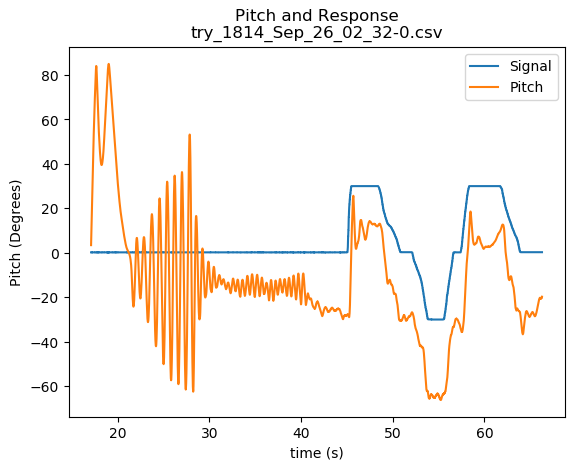 Pitch and Response
try_1814_Sep_26_02_32-0.csv
Signal
Pitch
Pitch (Degrees)
80
60
40
20
0
−20
−40
−60
20
30
40
50
60
time (s)